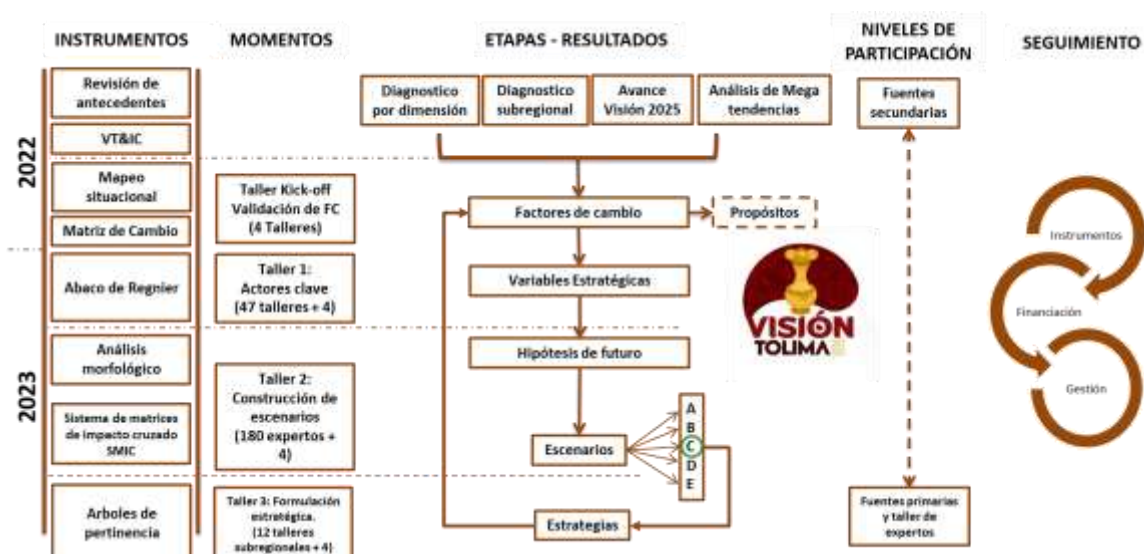 INSTRUMENTOS
MOMENTOS
ETAPAS - RESULTADOS
NIVELES DE
PARTICIPACIÓN
SEGUIMIENTO
2022
2023
Revisión de
antecedentes
VT&IC
Mapeo
situacional
Matriz de Cambio
Abaco de Regnier
Análisis
morfológico
Sistema de matrices
de impacto cruzado
SMIC
Arboles de
pertinencia
Taller Kick-off
Validación de FC
(4 Talleres)
Taller 1:
Actores clave
(47 talleres + 4)
Taller 2:
Construcción de
escenarios
(180 expertos +
4)
Taller 3: Formulación
estratégica.
(12 talleres
subregionales + 4)
Diagnostico
por dimensión
Diagnostico
subregional
Avance
Visión 2025
Análisis de Mega
tendencias
Factores de cambio
Propósitos
Variables Estratégicas
Hipótesis de futuro
Escenarios
A
B
C
D
E
Estrategias
VISIÓN
TOLIMA
Fuentes
secundarias
Fuentes primarias
y taller de
expertos
Instrumentos
Financiación
Gestión